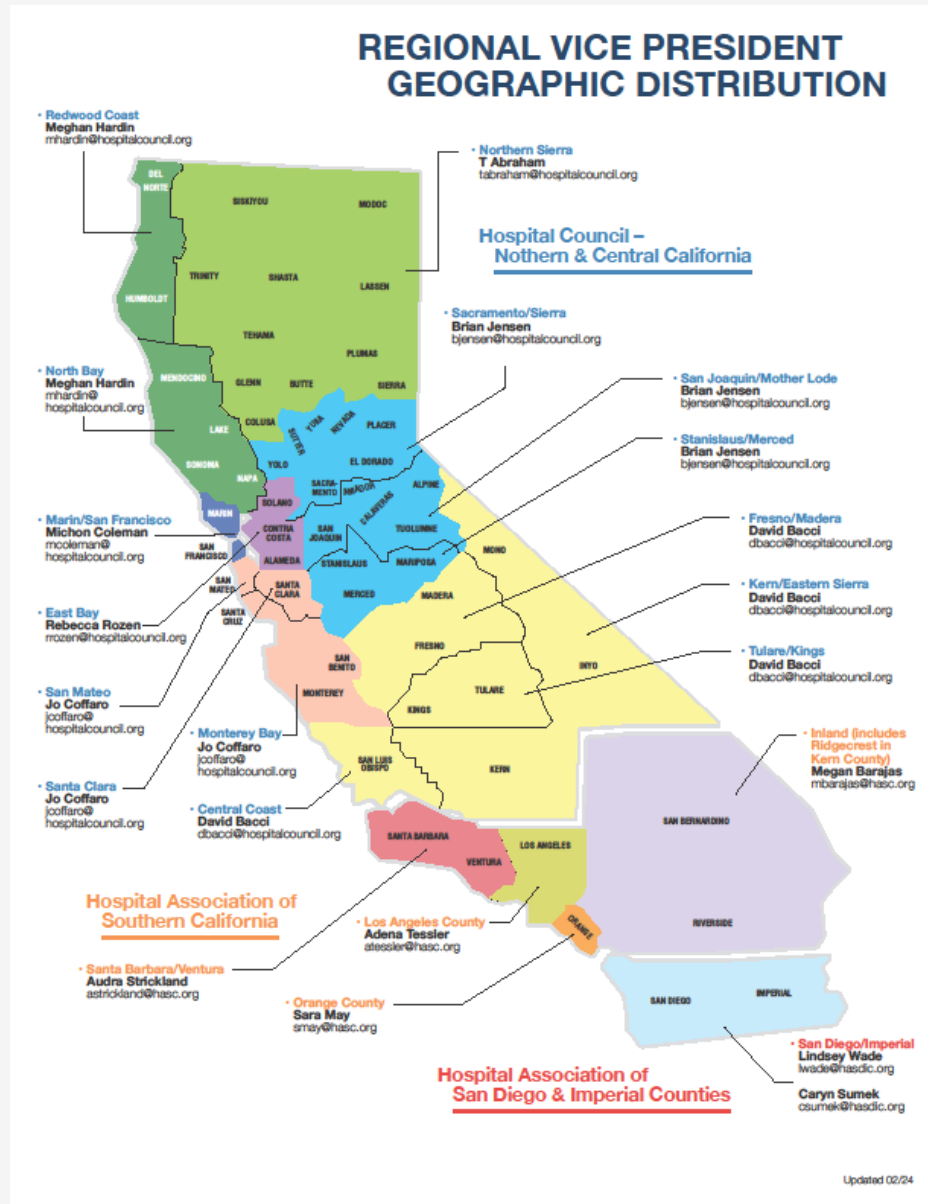 REGIONAL VICE PRESIDENT
GEOGRAPHIC DISTRIBUTION
• Redwood Coast
Meghan Hardin
mhardin@hospitalcouncil.org
• Northern Sierra
T Abraham
tabraham@hospitalcouncil.org
Hospital Council –
Nothern & Central California
• Sacramento/Sierra
Brian Jensen
bjensen@hospitalcouncil.org
• North Bay
Meghan Hardin
mhardin@
hospitalcouncil.org
• San Joaquin/Mother Lode
Brian Jensen
bjensen@hospitalcouncil.org
• Stanislaus/Merced
Brian Jensen
bjensen@hospitalcouncil.org
• Marin/San Francisco
Michon Coleman
mcoleman@
hospitalcouncil.org
• Fresno/Madera
David Bacci
dbacci@hospitalcouncil.org
• Kern/Eastern Sierra
David Bacci
dbacci@hospitalcouncil.org
• East Bay
Rebecca Rozen
rrozen@hospitalcouncil.org
• Tulare/Kings
David Bacci
dbacci@hospitalcouncil.org
• San Mateo
Jo Coffaro
jcoffaro@
hospitalcouncil.org
• Monterey Bay
Jo Coffaro
jcoffaro@
hospitalcouncil.org
• Inland (includes
Ridgecrest in
Kern County)
Megan Barajas
mbarajas@hasc.org
• Santa Clara
Jo Coffaro
jcoffaro@
hospitalcouncil.org
• Central Coast
David Bacci
dbacci@hospitalcouncil.org
DEL
NORTE
SISKIYOU
MODOC
TRINITY
SHASTA
LASSEN
HUMBOLDT
TEHAMA
PLUMAS
MENDOCINO
GLENN
BUTTE
SIERRA
COLUSA
LAKE
SUTTER
YUBA
NEVADA
PLACER
SONOMA
NAPA
YOLO
EL DORADO
SACRA-
MENTO
AMADOR
ALPINE
SOLANO
MARIN
CALAVERAS
CONTRA
COSTA
SAN
JOAQUIN
TUOLUMNE
SAN
FRANCISCO
ALAMEDA
STANISLAUS
MARIPOSA
MONO
SAN
MATEO
SANTA
CLARA
MERCED
MADERA
SANTA
CRUZ
FRESNO
SAN
BENITO
INYO
MONTEREY
TULARE
KINGS
SAN LUIS
OBISPO
KERN
SAN BERNARDINO
SANTA BARBARA
VENTURA
LOS ANGELES
ORANGE
RIVERSIDE
SAN DIEGO
IMPERIAL
Hospital Association of
Southern California
• Los Angeles County
Adena Tessler
atessler@hasc.org
• Santa Barbara/Ventura
Audra Strickland
astrickland@hasc.org
• Orange County
Sara May
smay@hasc.org
Hospital Association of
San Diego & Imperial Counties
• San Diego/Imperial
Lindsey Wade
lwade@hasdic.org
Caryn Sumek
csumek@hasdic.org
Updated 02/24